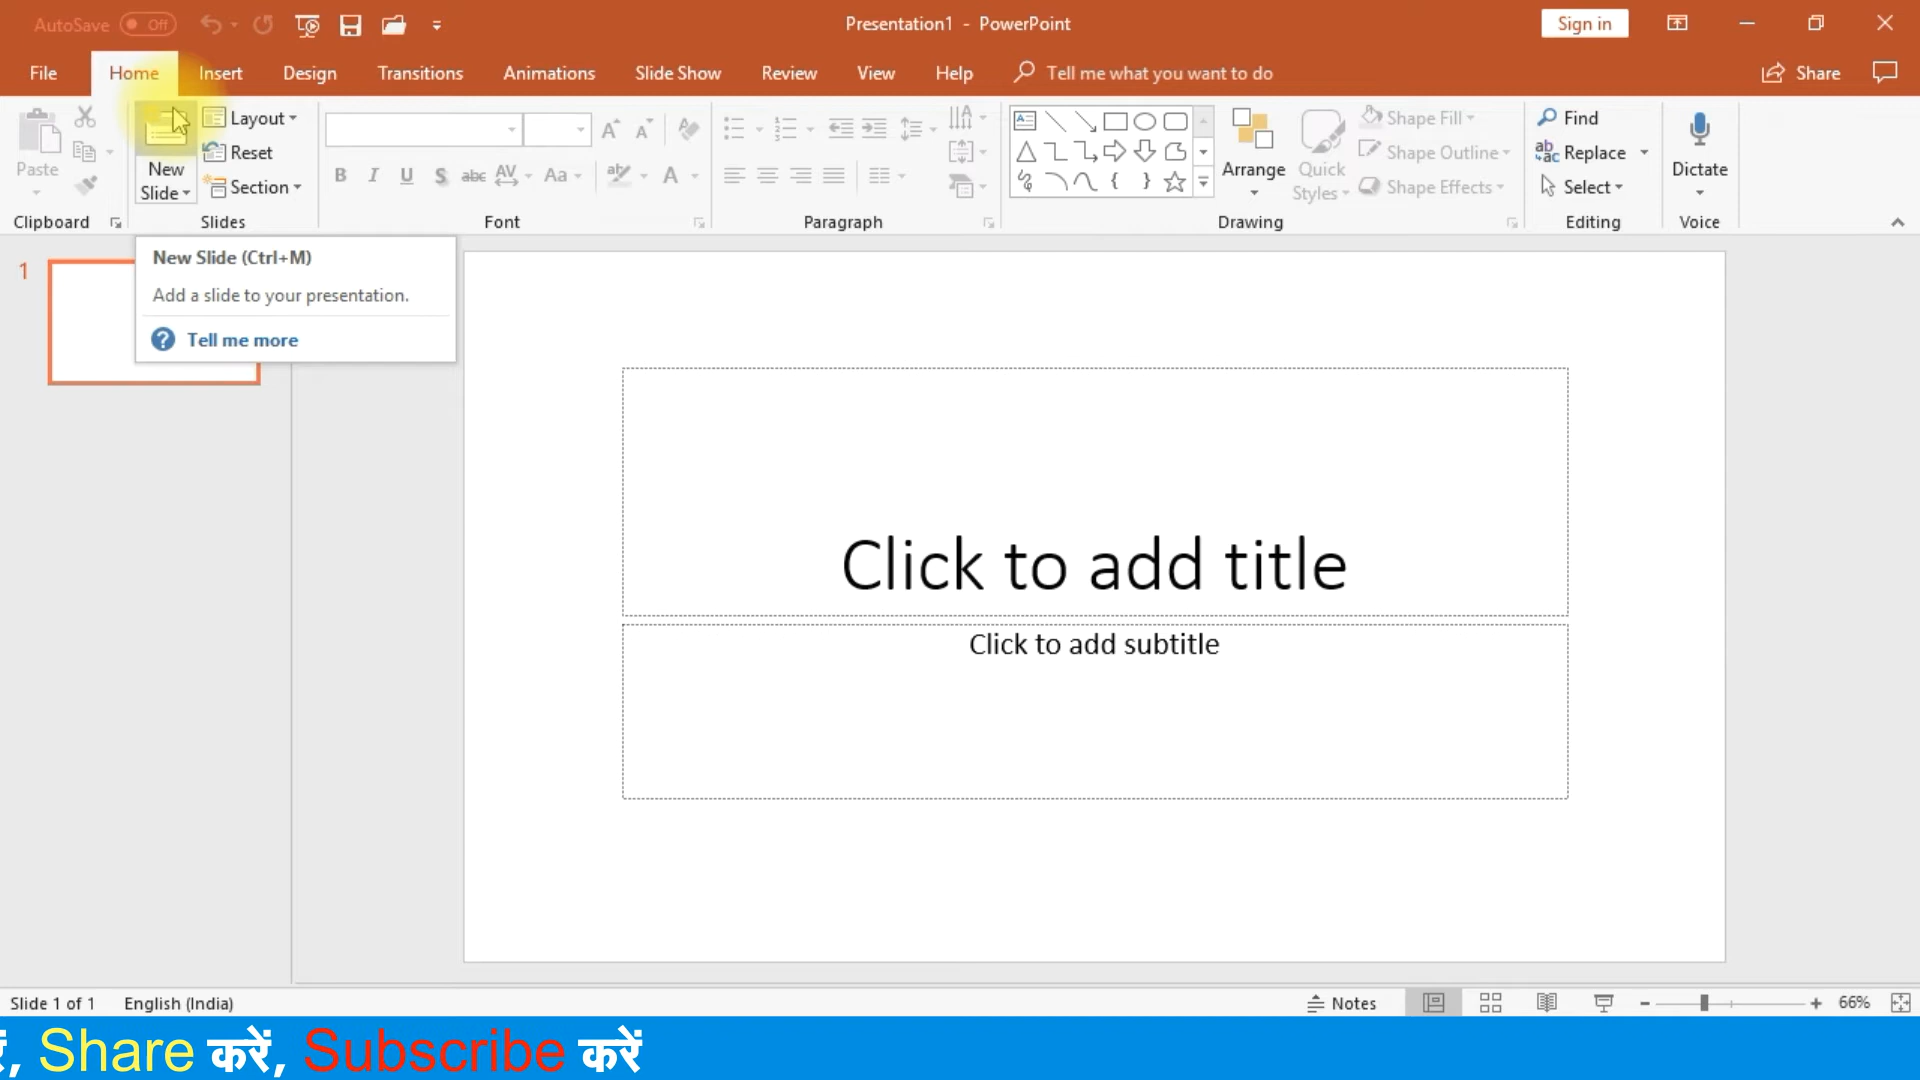 AutoSave Off
Presentation1 - PowerPoint
Sign in
File Home Insert Design Transitions Animations Slide Show Review View Help Tell me what you want to do Share
Paste
New Slide
Layout
Reset
Section
B I U S abc AV Aa A
Arrange
Quick Styles
Shape Fill
Shape Outline
Shape Effects
Find
Replace
Select
Dictate
Clipboard Slides Font Paragraph Drawing Editing Voice
1
New Slide (Ctrl+M)
Add a slide to your presentation.
? Tell me more
Click to add title
Click to add subtitle
Slide 1 of 1 English (India) Notes 66%
, Share करें, Subscribe करें